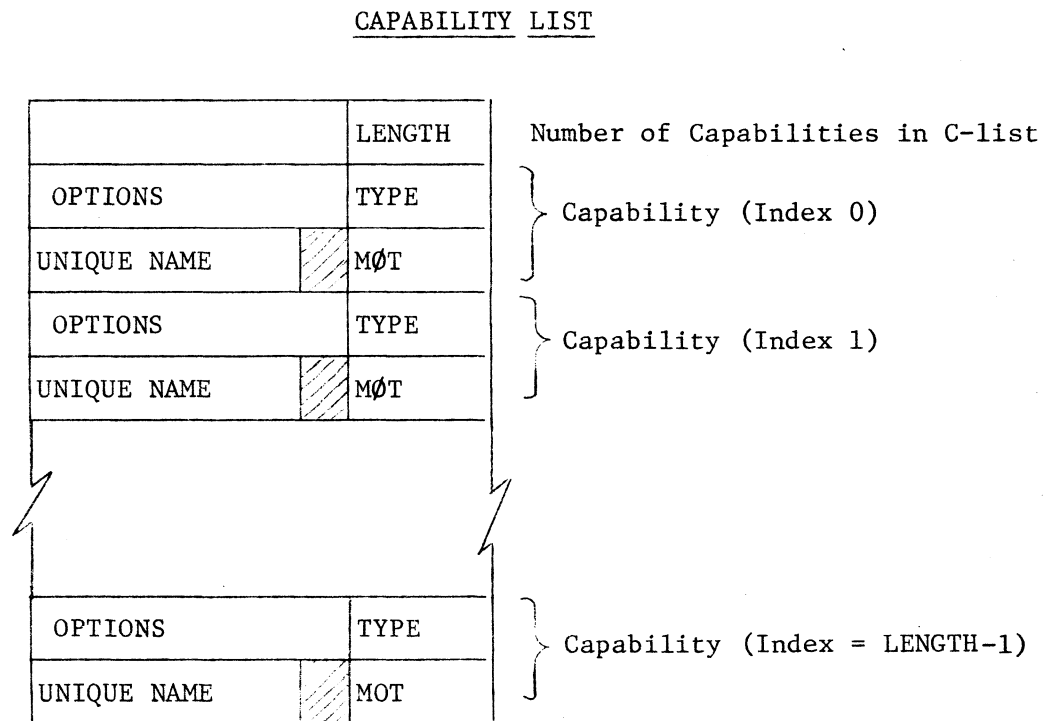 CAPABILITY LIST
LENGTH Number of Capabilities in C-list
OPTIONS TYPE
Capability (Index 0)
UNIQUE NAME MØT
OPTIONS TYPE
Capability (Index 1)
UNIQUE NAME MØT
OPTIONS TYPE
Capability (Index = LENGTH-1)
UNIQUE NAME MOT